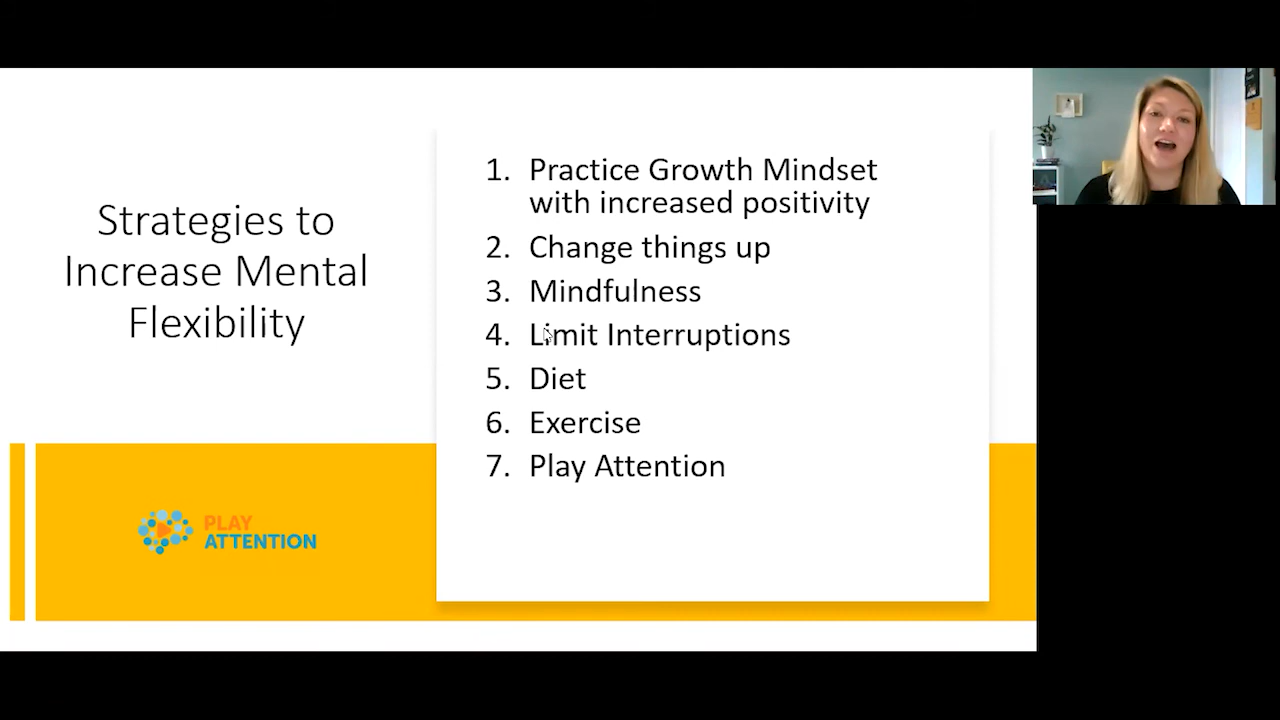 Strategies to
Increase Mental
Flexibility
1. Practice Growth Mindset
with increased positivity
2. Change things up
3. Mindfulness
4. Limit Interruptions
5. Diet
6. Exercise
7. Play Attention
PLAY
ATTENTION